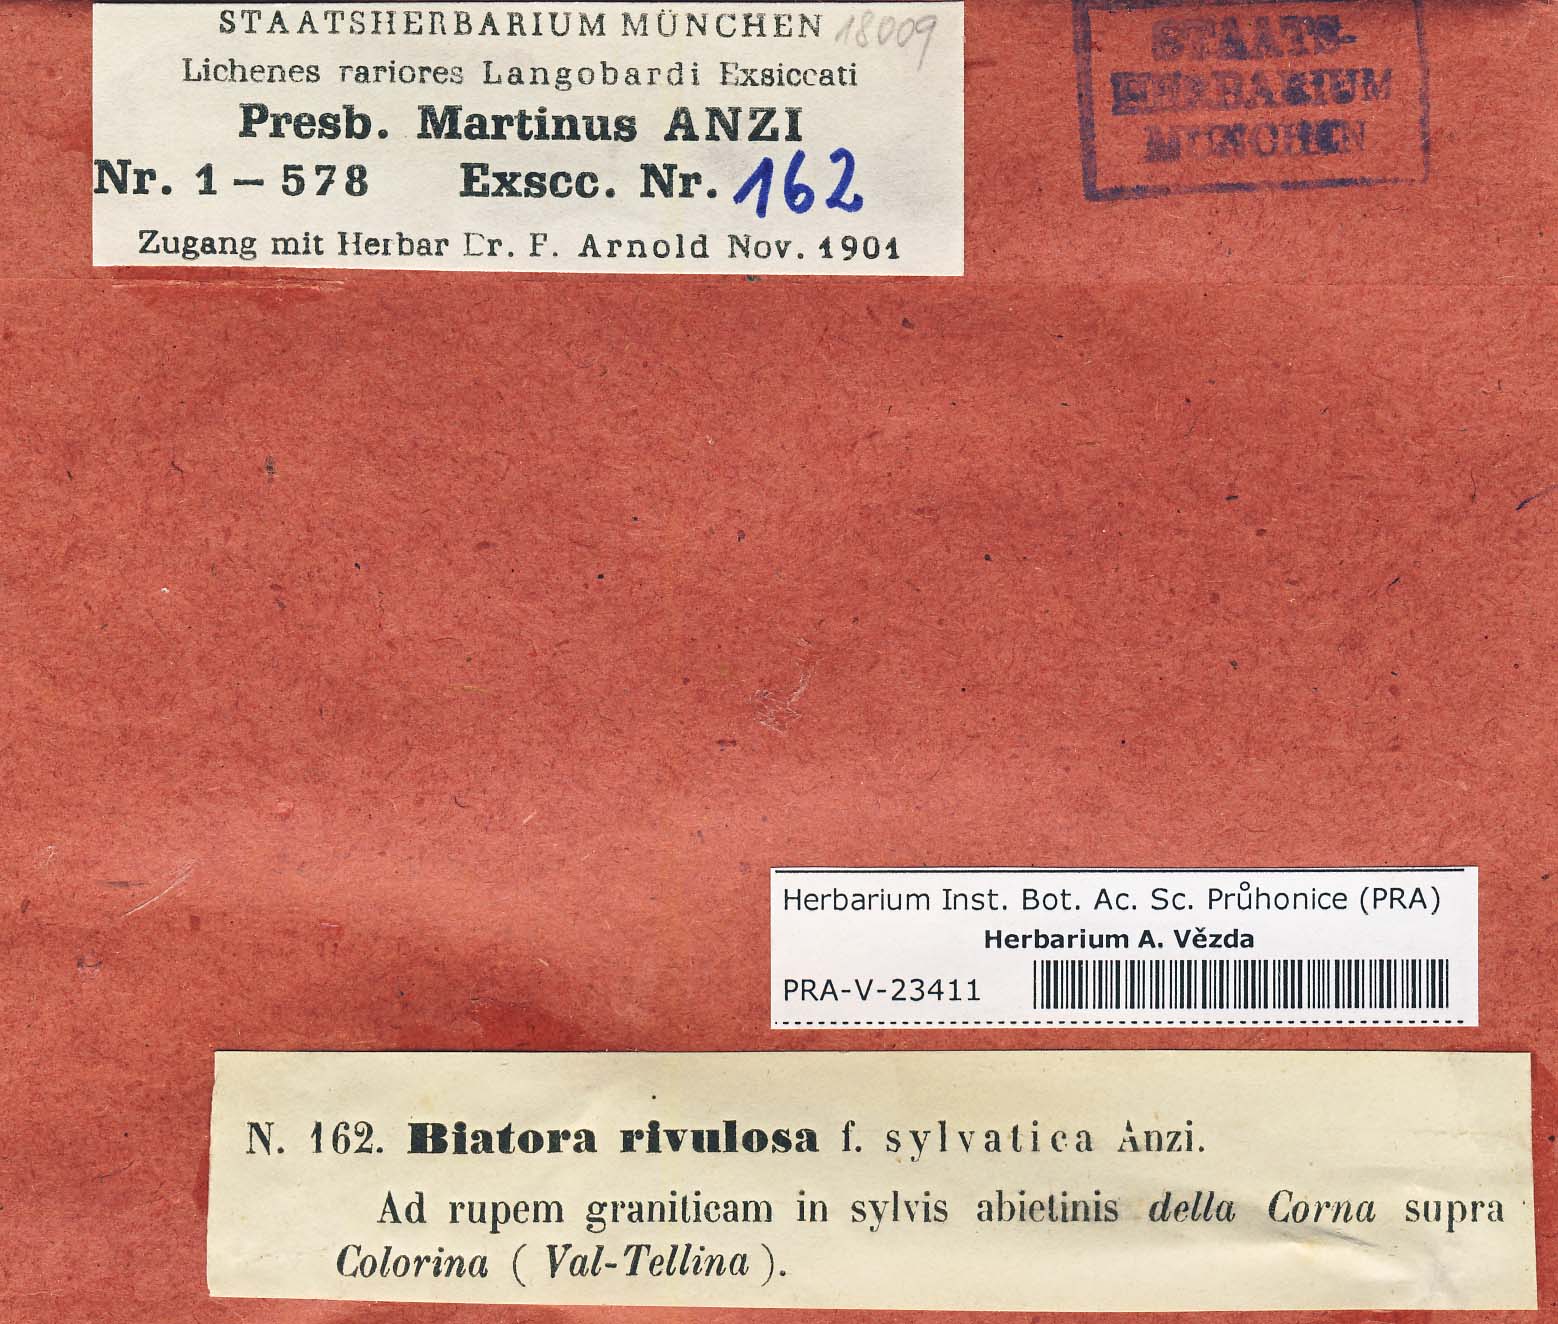 STAATSHERBARIUM MÜNCHEN 18009
Lichenes rariores Langobardi Exsiccati
Presb. Martinus ANZI
Nr. 1 – 578 Exscc. Nr. 162
Zugang mit Herbar Dr. F. Arnold Nov. 1901
STAATS-
HERBARIUM
MÜNCHEN
Herbarium Inst. Bot. Ac. Sc. Průhonice (PRA)
Herbarium A. Vězda
PRA-V-23411
N. 162. Biatora rivulosa f. sylvatica Anzi.
Ad rupem graniticam in sylvis abietinis della Corna supra
Colorina ( Val-Tellina ).